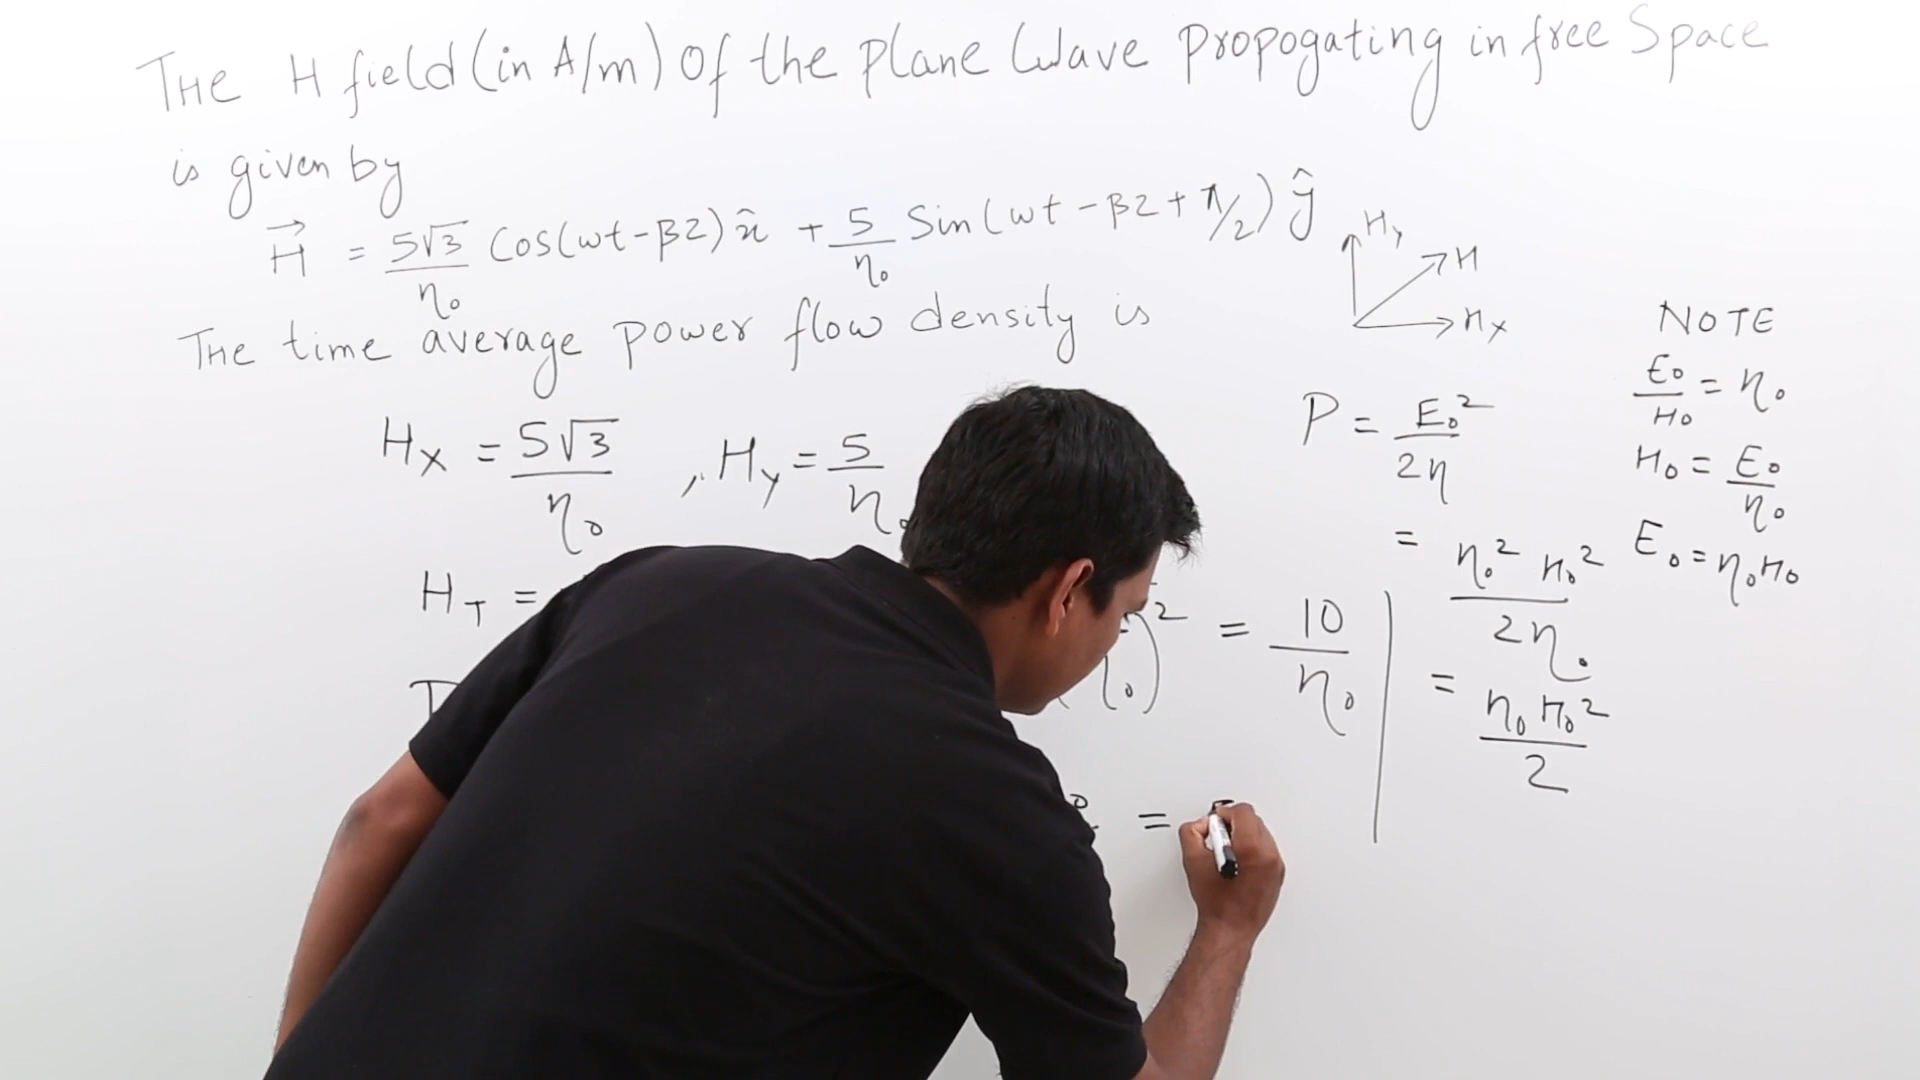 THE H field (in A/m) Of the Plane Wave Propogating in free Space
is given by
H⃗ = 5√3/η₀ Cos(ωt-βz) x̂ + 5/η₀ Sin(ωt-βz+π/2) ŷ
Hy
H
Hx
The time average power flow density is
Hx = 5√3/η₀ , Hy = 5/η₀
HT =
)² = 10/η₀
=
P = E₀²/2η
= η₀² H₀²/2η₀
= η₀ H₀²/2
NOTE
E₀/H₀ = η₀
H₀ = E₀/η₀
E₀ = η₀H₀